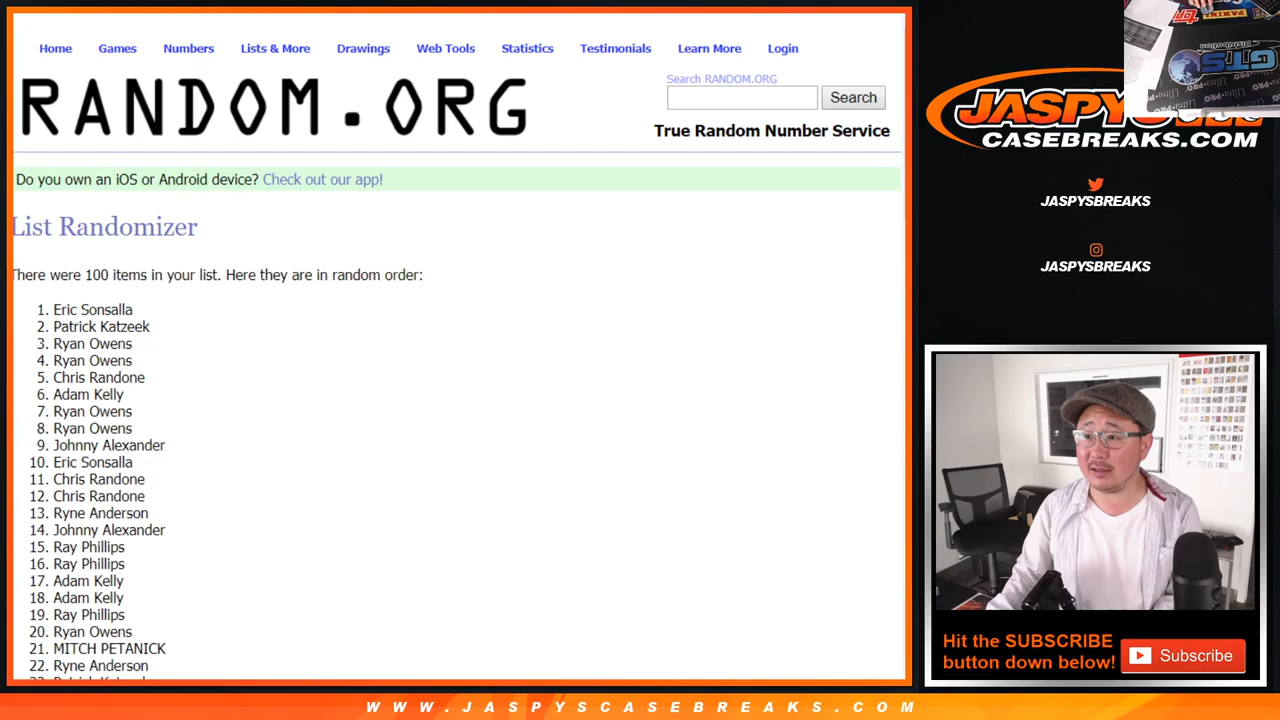 Home Games Numbers Lists & More Drawings Web Tools Statistics Testimonials Learn More Login
RANDOM.ORG
Search RANDOM.ORG
Search
True Random Number Service
Do you own an iOS or Android device? Check out our app!
List Randomizer
There were 100 items in your list. Here they are in random order:
1. Eric Sonsalla
2. Patrick Katzeek
3. Ryan Owens
4. Ryan Owens
5. Chris Randone
6. Adam Kelly
7. Ryan Owens
8. Ryan Owens
9. Johnny Alexander
10. Eric Sonsalla
11. Chris Randone
12. Chris Randone
13. Ryne Anderson
14. Johnny Alexander
15. Ray Phillips
16. Ray Phillips
17. Adam Kelly
18. Adam Kelly
19. Ray Phillips
20. Ryan Owens
21. MITCH PETANICK
22. Ryne Anderson
GTS
Distribution
CASEBREAKS.COM
JASPYSBREAKS
JASPYSBREAKS
Hit the SUBSCRIBE
button down below!
Subscribe
WWW.JASPYSCASEBREAKS.COM